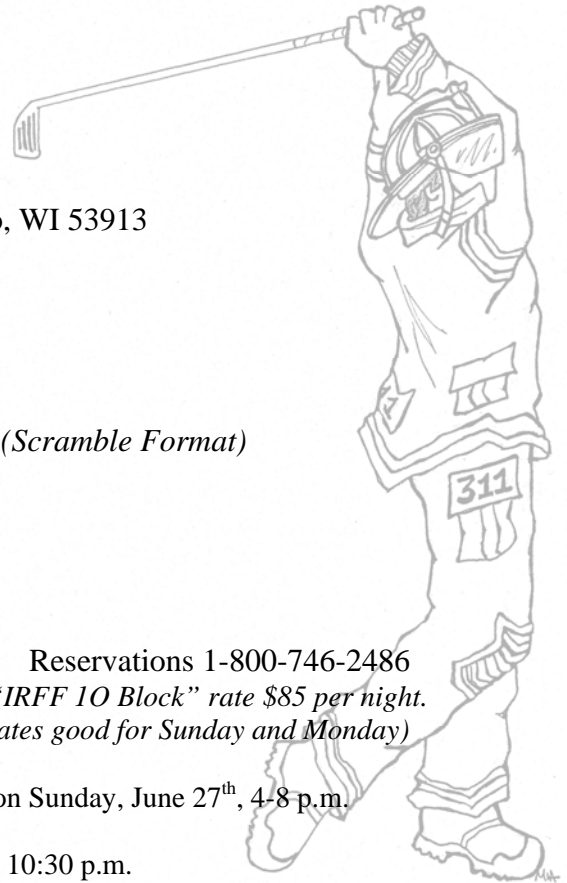 , WI 53913
(Scramble Format)
311
Reservations 1-800-746-2486
“IRFF 1O Block” rate $85 per night.
ates good for Sunday and Monday)
on Sunday, June 27th, 4-8 p.m.
10:30 p.m.